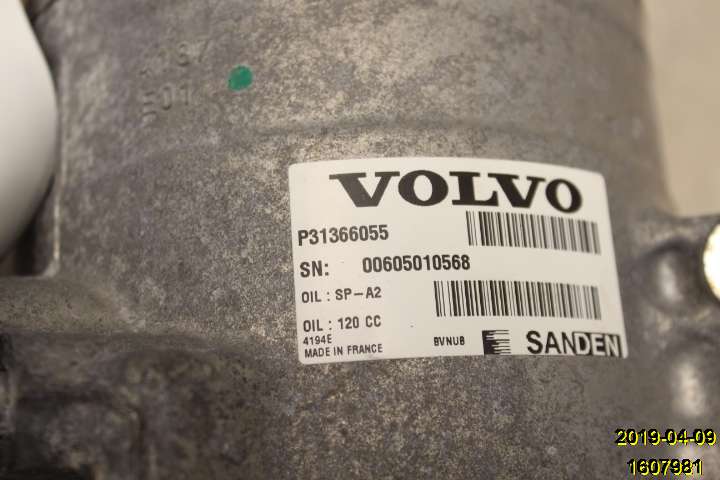 E01
VOLVO
P31366055
SN: 00605010568
OIL : SP-A2
OIL : 120 CC
4194E
MADE IN FRANCE
BVNUB
SANDEN
2019-04-09
1607981